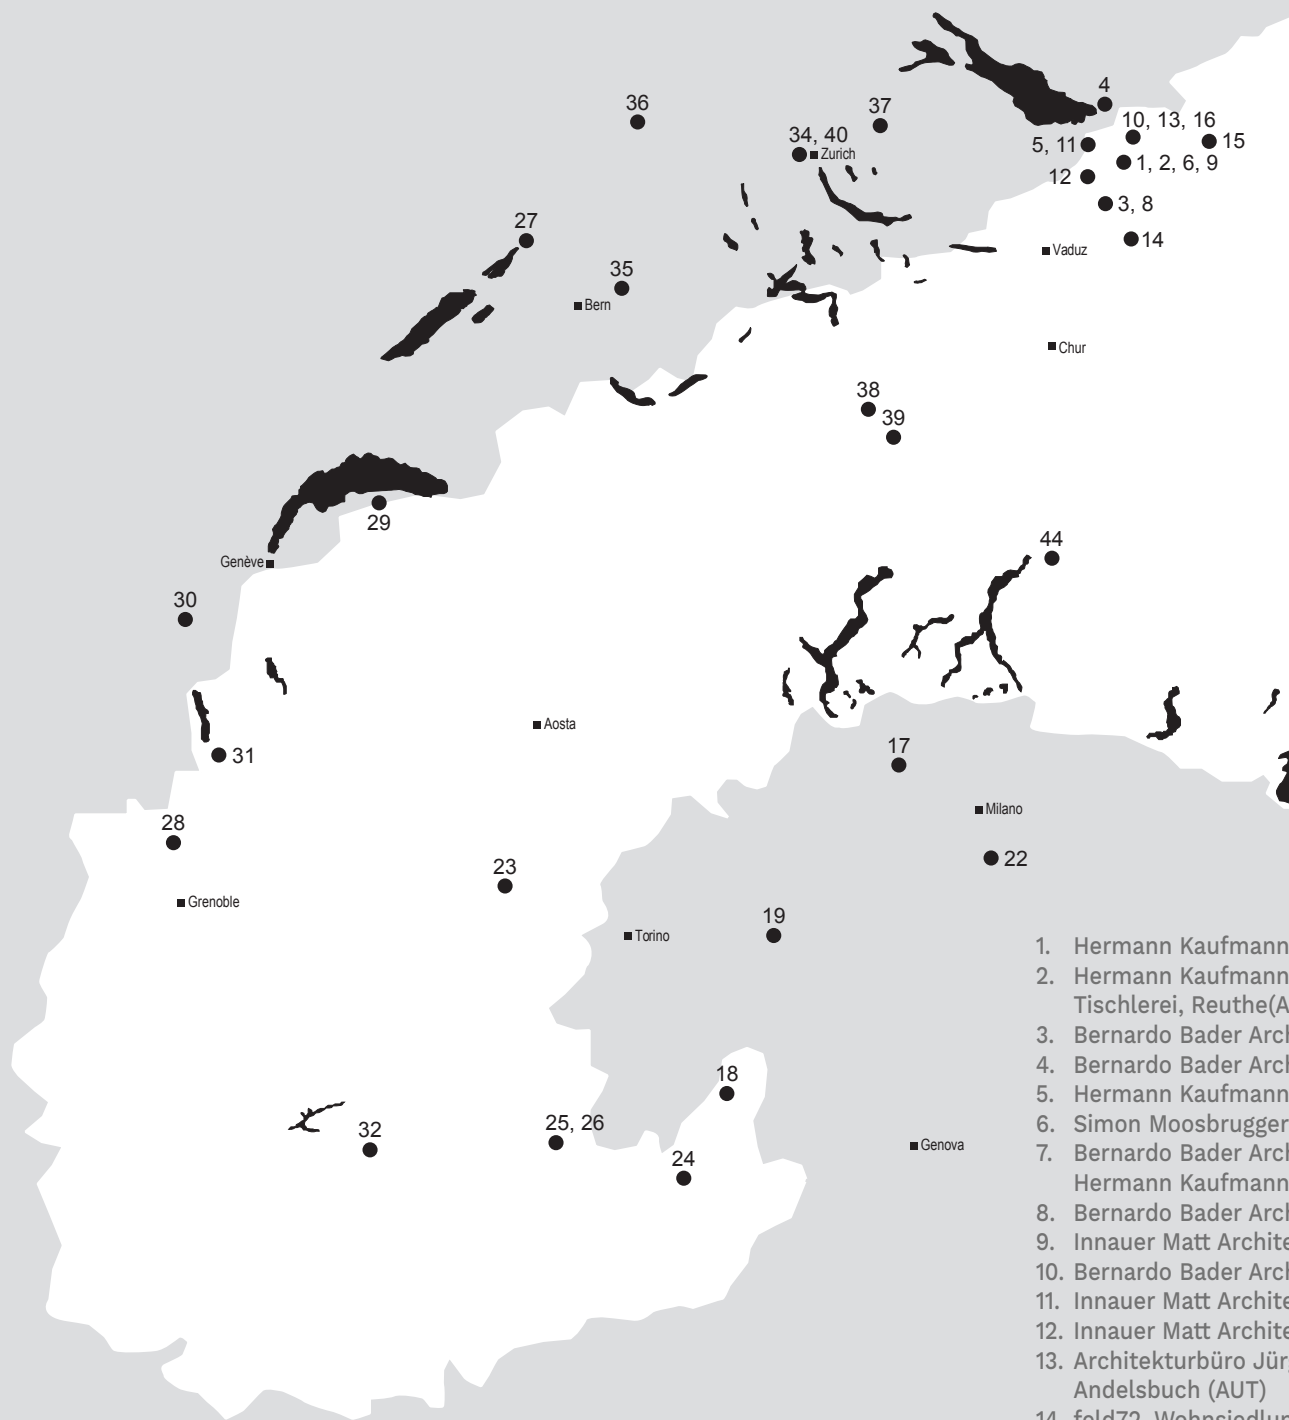 4
36
37
10, 13, 16
34, 40
Zurich
5, 11
15
1, 2, 6, 9
12
3, 8
27
14
Vaduz
35
Bern
Chur
38
39
29
44
Genève
30
Aosta
31
17
Milano
28
22
23
Grenoble
19
Torino
18
25, 26
32
24
Genova
1. Hermann Kaufmann
2. Hermann Kaufmann
Tischlerei, Reuthe(A
3. Bernardo Bader Arch
4. Bernardo Bader Arch
5. Hermann Kaufmann
6. Simon Moosbrugger
7. Bernardo Bader Arch
Hermann Kaufmann
8. Bernardo Bader Arch
9. Innauer Matt Archite
10. Bernardo Bader Arch
11. Innauer Matt Archite
12. Innauer Matt Archite
13. Architekturbüro Jür
Andelsbuch (AUT)
14. feld72, Wohnsiedlun